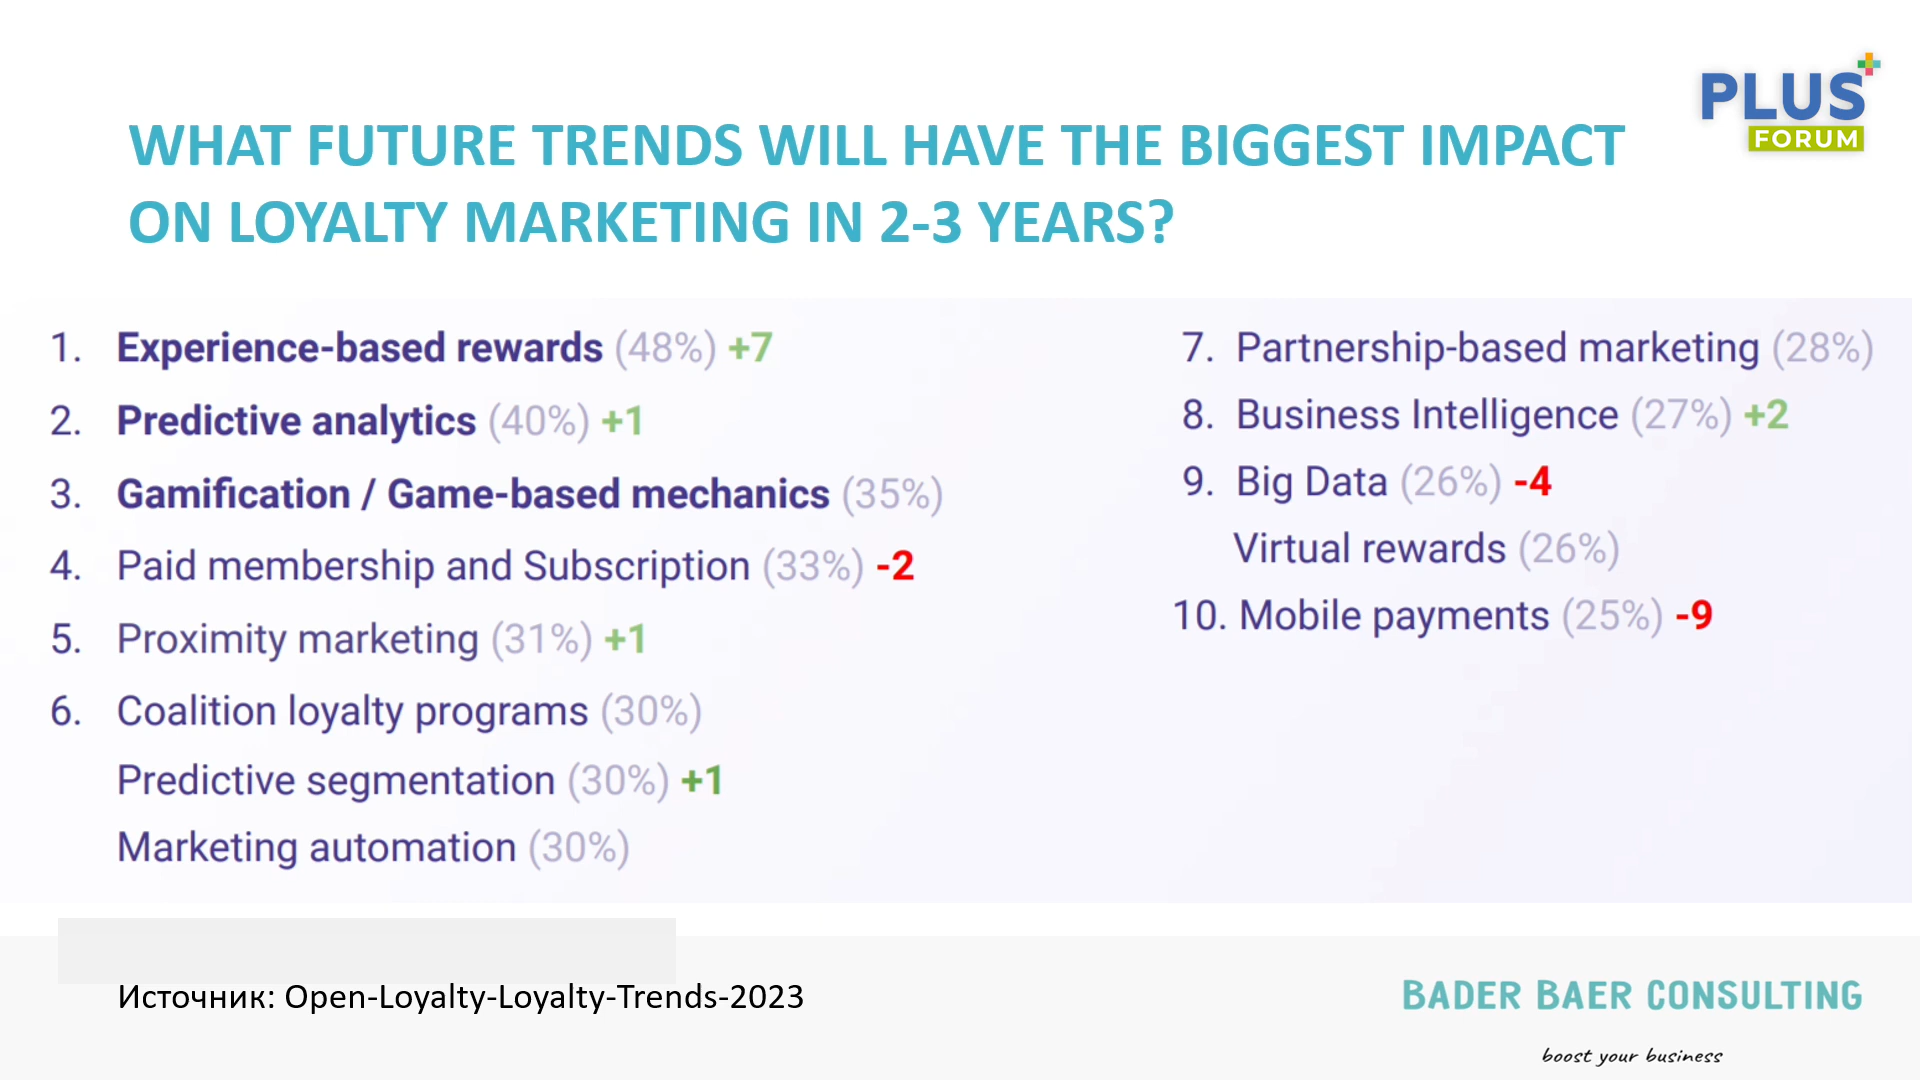 PLUS
FORUM
WHAT FUTURE TRENDS WILL HAVE THE BIGGEST IMPACT
ON LOYALTY MARKETING IN 2-3 YEARS?
1. Experience-based rewards (48%) +7
2. Predictive analytics (40%) +1
3. Gamification / Game-based mechanics (35%)
4. Paid membership and Subscription (33%) -2
5. Proximity marketing (31%) +1
6. Coalition loyalty programs (30%)
Predictive segmentation (30%) +1
Marketing automation (30%)
7. Partnership-based marketing (28%)
8. Business Intelligence (27%) +2
9. Big Data (26%) -4
Virtual rewards (26%)
10. Mobile payments (25%) -9
Источник: Open-Loyalty-Loyalty-Trends-2023
BADER BAER CONSULTING
boost your business